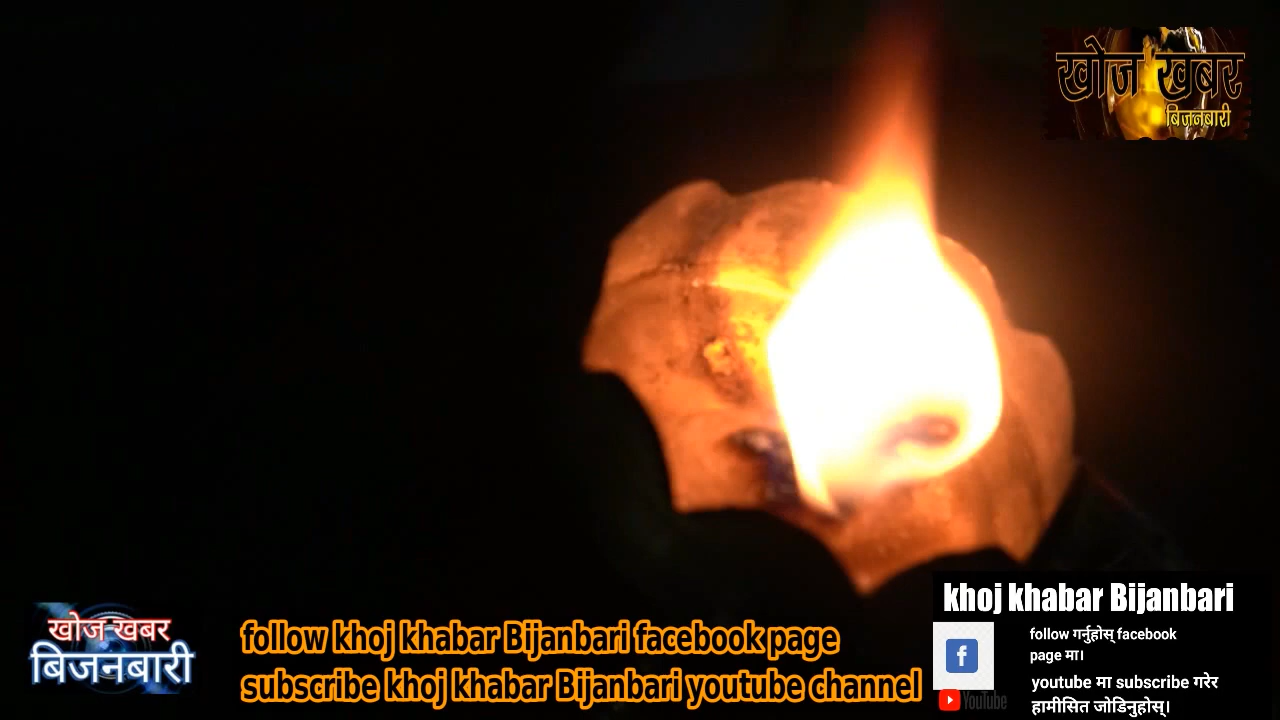 खोज खबर
बिजनबारी
खोज खबर
बिजनबारी
follow khoj khabar Bijanbari facebook page
subscribe khoj khabar Bijanbari youtube channel
khoj khabar Bijanbari
follow गर्नुहोस् facebook
page मा।
youtube मा subscribe गरेर
हामीसित जोडिनुहोस्।
YouTube